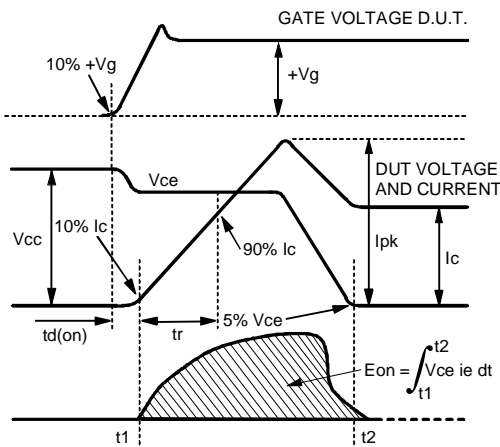 GATE VOLTAGE D.U.T.
10% +Vg
+Vg
DUT VOLTAGE
AND CURRENT
Vce
10% Ic
Vcc
90% Ic
Ipk
Ic
td(on)
tr
5% Vce
t2
Eon = ∫ Vce ie dt
t1
t1
t2